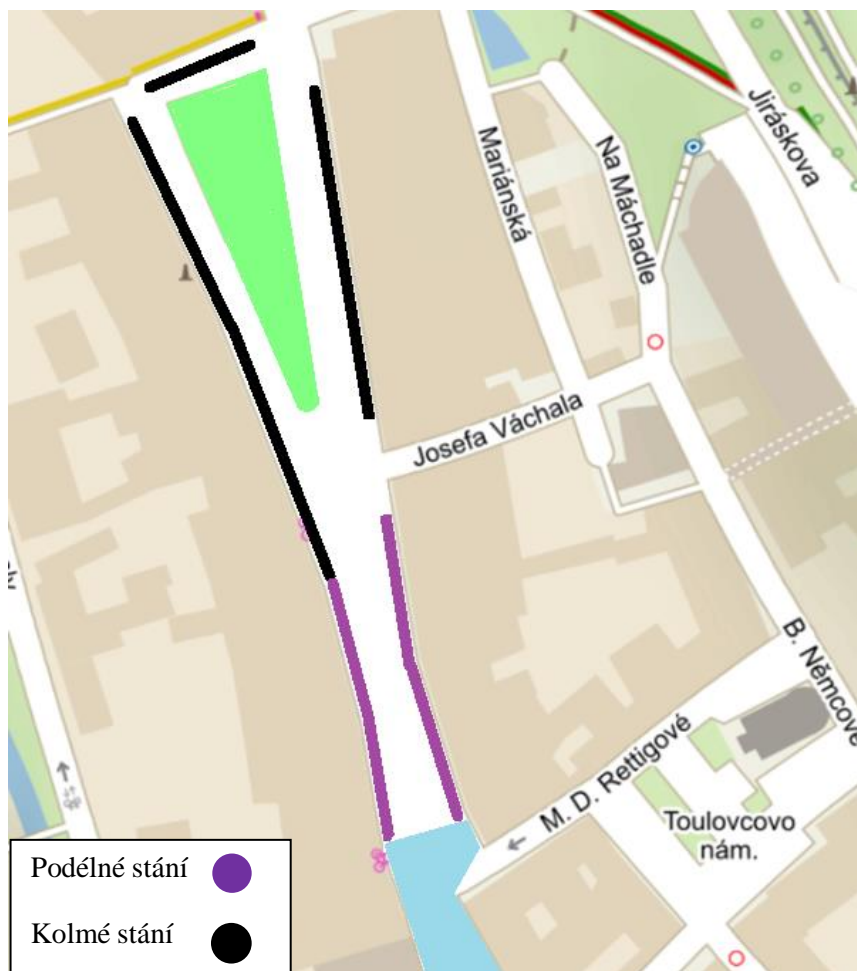 Jiráskova
Mariánská
Na Máchadle
Josefa Váchala
B. Němcové
M. D. Rettigové
Toulovcovo
nám.
Podélné stání
Kolmé stání